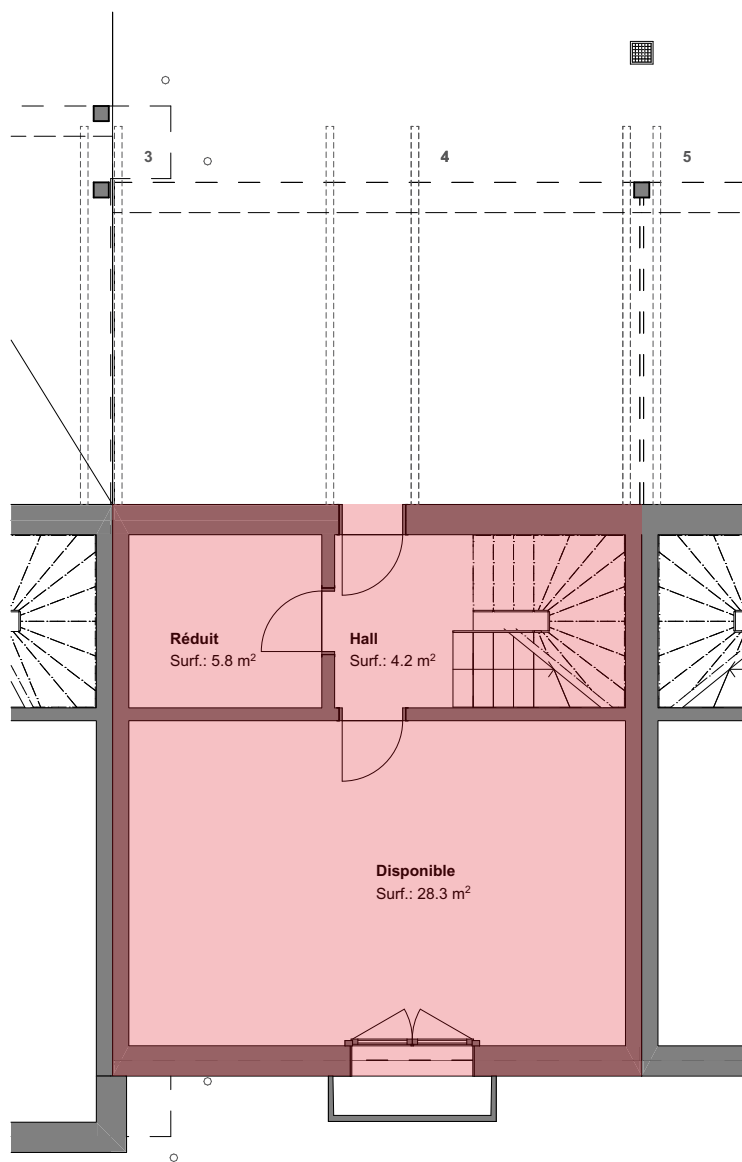 3
4
5
Réduit
Surf.: 5.8 m²
Hall
Surf.: 4.2 m²
Disponible
Surf.: 28.3 m²